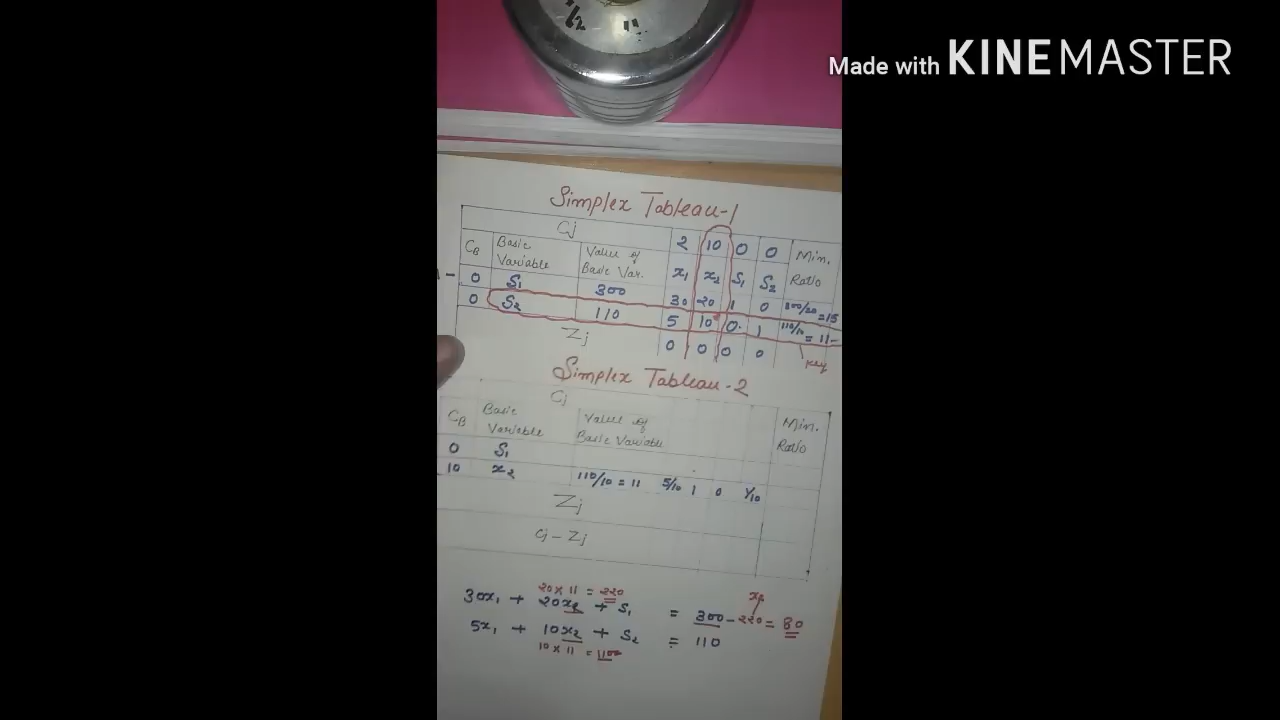 Made with KINEMASTER
Simplex Tableau-1
Cj 2 10 0 0
CB Basic Variable Value of Basic Var. x1 x2 S1 S2 Min. Ratio
0 S1 300 30 20 1 0 300/20 = 15
0 S2 110 5 10 0 1 110/10 = 11
Zj 0 0 0 0
Key
Simplex Tableau-2
Cj
CB Basic Variable Value of Basic Variable Min. Ratio
0 S1
10 x2 110/10 = 11 5/10 1 0 1/10
Zj
Cj - Zj
20 x 11 = 220
30x1 + 20x2 + S1 = 300 - 220 = 80
5x1 + 10x2 + S2 = 110
10 x 11 = 110